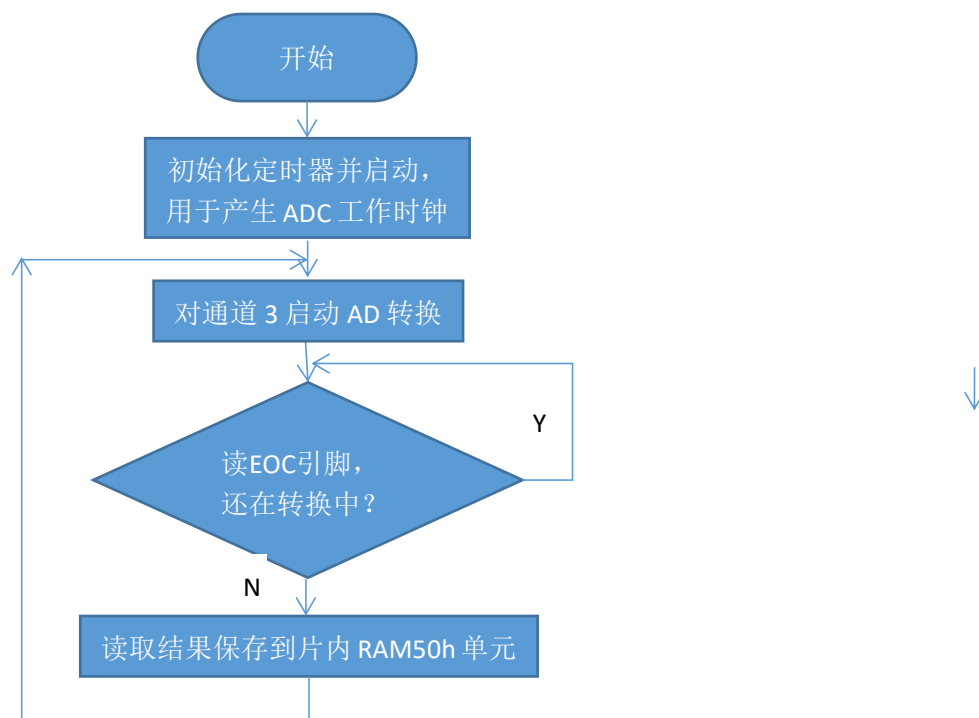 开始
初始化定时器并启动，
用于产生 ADC 工作时钟
对通道 3 启动 AD 转换
Y
读EOC引脚，
还在转换中？
N
读取结果保存到片内 RAM50h 单元